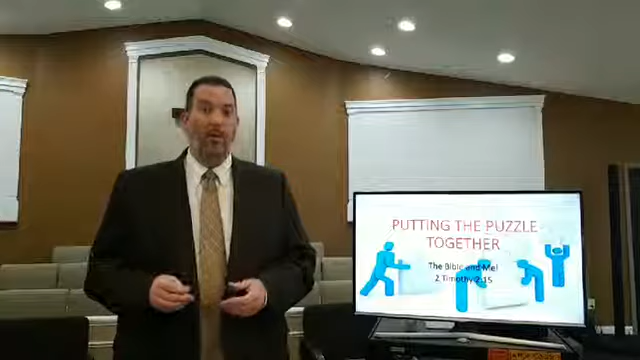 PUTTING THE PUZZLE
TOGETHER
The Bible and Me!
2 Timothy 2:15